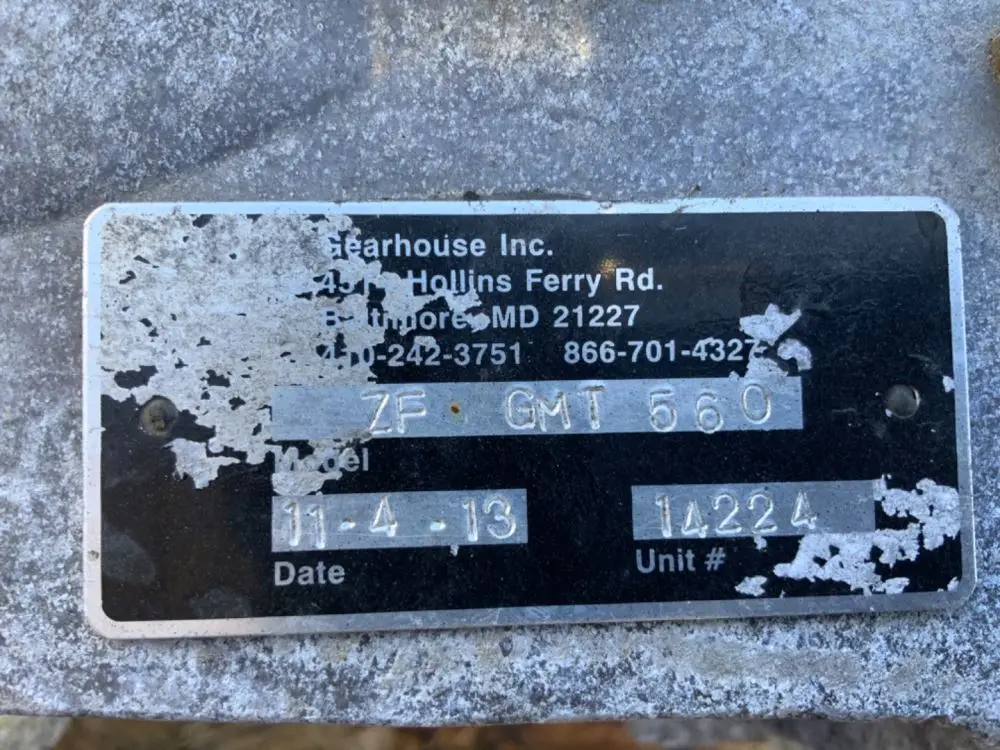 Gearhouse Inc.
Hollins Ferry Rd.
Baltimore, MD 21227
410-242-3751 866-701-4327
ZF GMT 560
Model
11-4-13 14224
Date Unit #